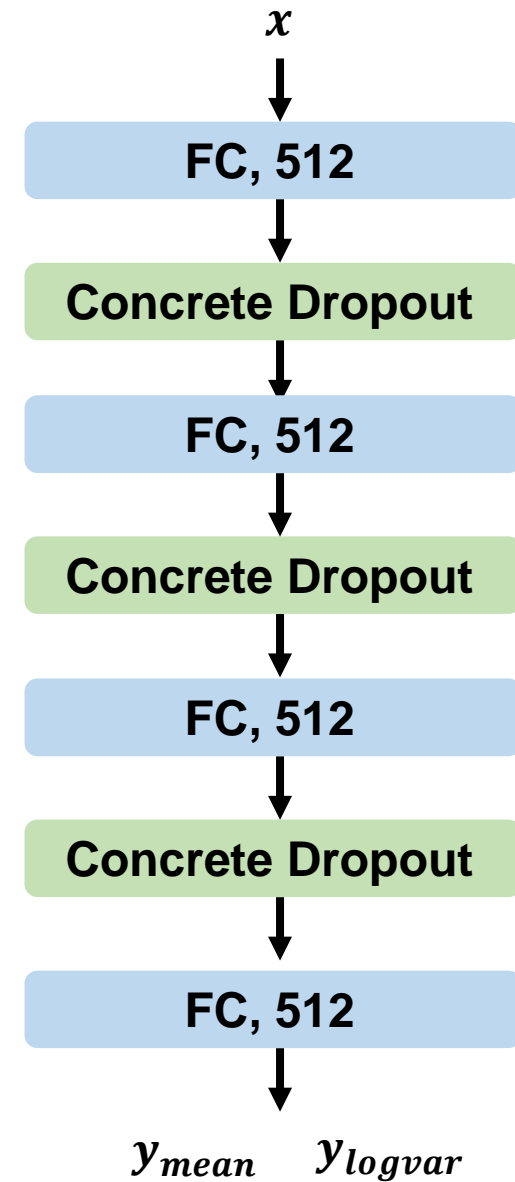 x
FC, 512
Concrete Dropout
FC, 512
Concrete Dropout
FC, 512
Concrete Dropout
FC, 512
y_mean y_logvar